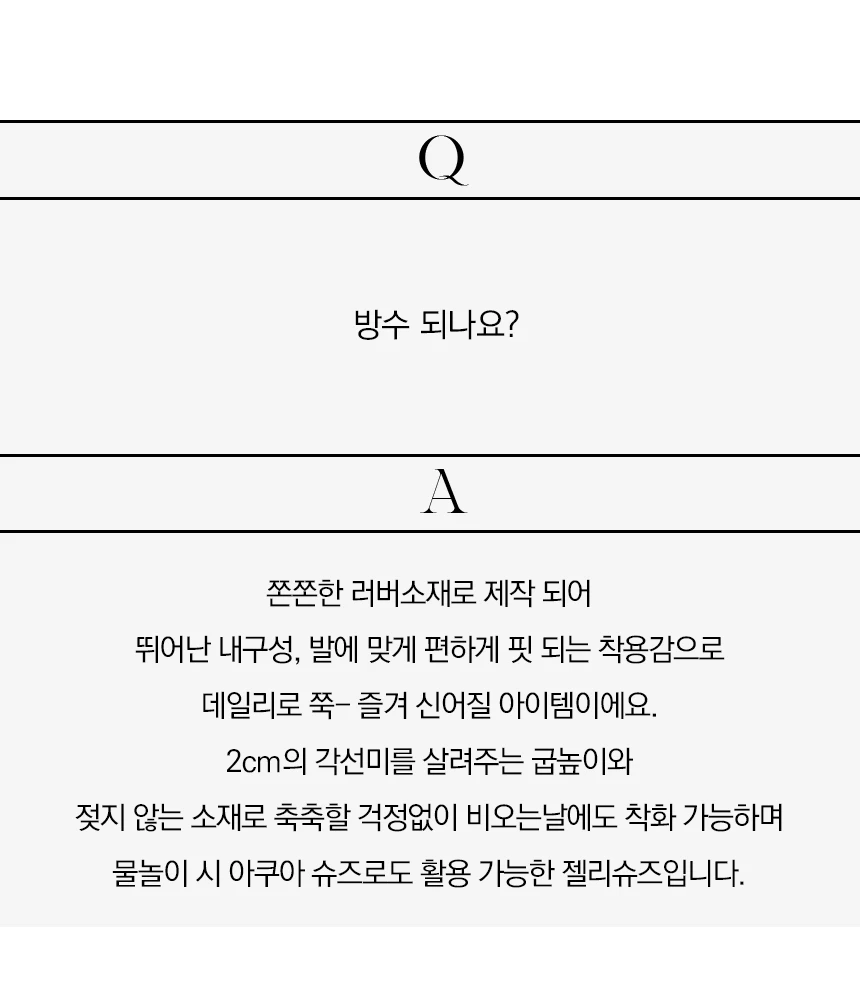 Q
방수 되나요?
A
쫀쫀한 러버소재로 제작 되어
뛰어난 내구성, 발에 맞게 편하게 핏 되는 착용감으로
데일리로 쭉- 즐겨 신어질 아이템이에요.
2cm의 각선미를 살려주는 굽높이와
젖지 않는 소재로 축축할 걱정없이 비오는날에도 착화 가능하며
물놀이 시 아쿠아 슈즈로도 활용 가능한 젤리슈즈입니다.